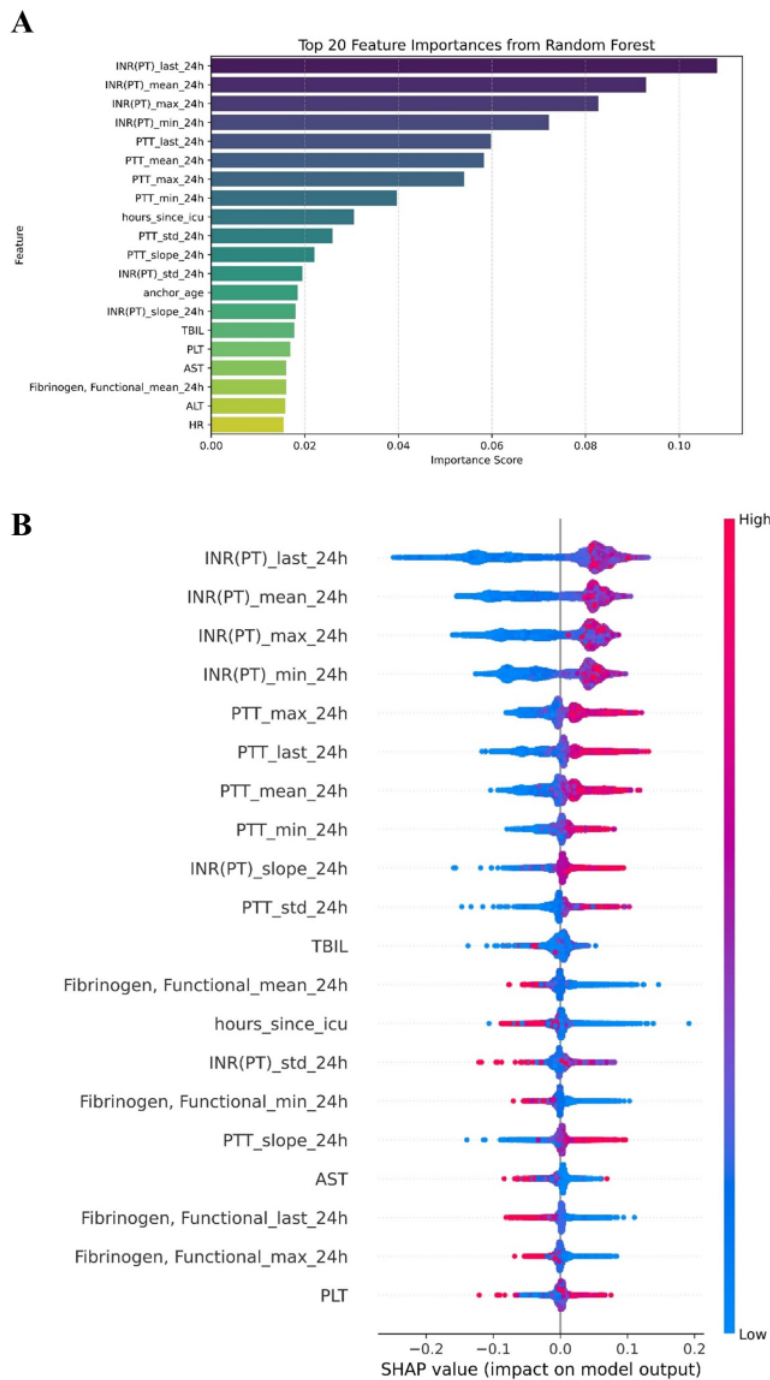 A
Top 20 Feature Importances from Random Forest
INR(PT)_last_24h
INR(PT)_mean_24h
INR(PT)_max_24h
INR(PT)_min_24h
PTT_last_24h
PTT_mean_24h
PTT_max_24h
PTT_min_24h
hours_since_icu
PTT_std_24h
PTT_slope_24h
INR(PT)_std_24h
anchor_age
INR(PT)_slope_24h
TBIL
PLT
AST
Fibrinogen, Functional_mean_24h
ALT
HR
Feature
0.00 0.02 0.04 0.06 0.08 0.10
Importance Score
B
High
INR(PT)_last_24h
INR(PT)_mean_24h
INR(PT)_max_24h
INR(PT)_min_24h
PTT_max_24h
PTT_last_24h
PTT_mean_24h
PTT_min_24h
INR(PT)_slope_24h
PTT_std_24h
TBIL
Fibrinogen, Functional_mean_24h
hours_since_icu
INR(PT)_std_24h
Fibrinogen, Functional_min_24h
PTT_slope_24h
AST
Fibrinogen, Functional_last_24h
Fibrinogen, Functional_max_24h
PLT
Low
−0.2 −0.1 0.0 0.1 0.2
SHAP value (impact on model output)